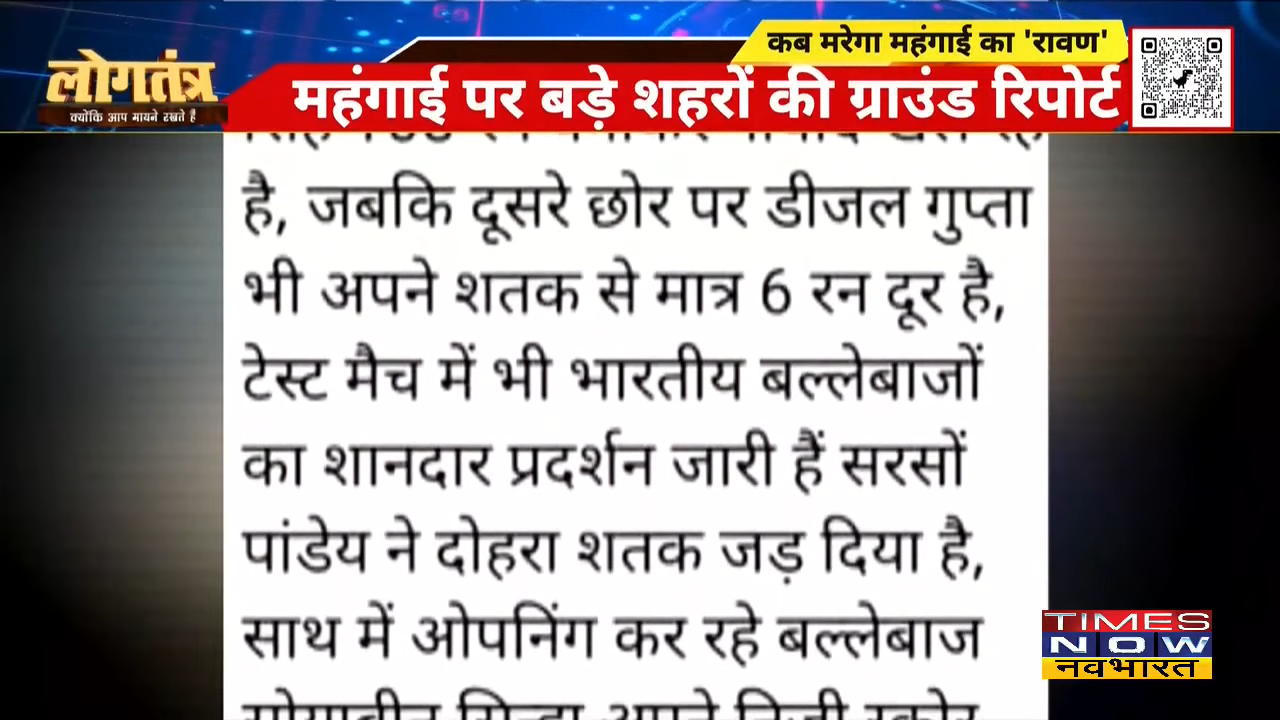 कब मरेगा महंगाई का 'रावण'
लोगतंत्र
क्योंकि आप मायने रखते हैं
महंगाई पर बड़े शहरों की ग्राउंड रिपोर्ट
है, जबकि दूसरे छोर पर डीजल गुप्ता
भी अपने शतक से मात्र 6 रन दूर है,
टेस्ट मैच में भी भारतीय बल्लेबाजों
का शानदार प्रदर्शन जारी हैं सरसों
पांडेय ने दोहरा शतक जड़ दिया है,
साथ में ओपनिंग कर रहे बल्लेबाज
TIMES
NOW
नवभारत